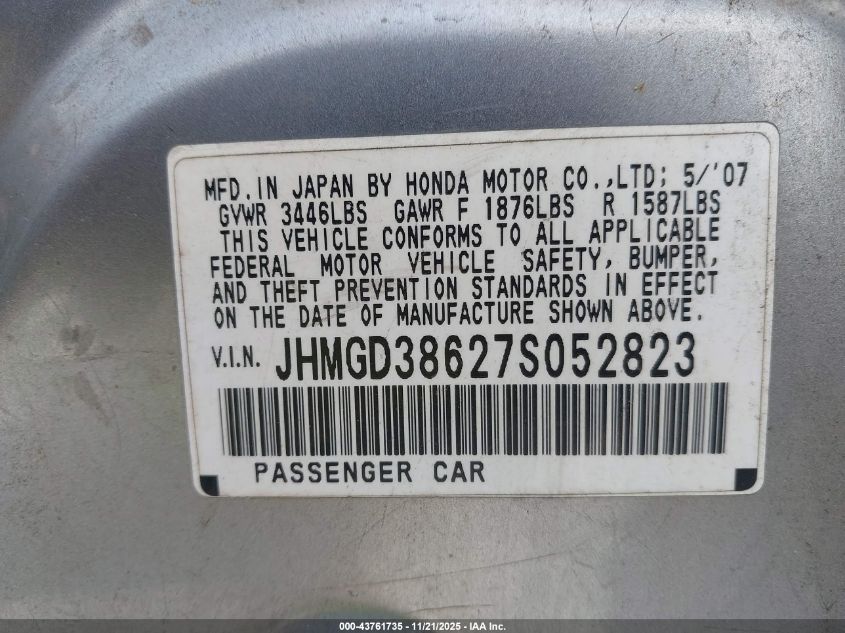 MFD. IN JAPAN BY HONDA MOTOR CO.,LTD; 5/'07
GVWR 3446LBS GAWR F 1876LBS R 1587LBS
THIS VEHICLE CONFORMS TO ALL APPLICABLE
FEDERAL MOTOR VEHICLE SAFETY, BUMPER,
AND THEFT PREVENTION STANDARDS IN EFFECT
ON THE DATE OF MANUFACTURE SHOWN ABOVE.
V.I.N. JHMGD38627S052823
PASSENGER CAR
000-43761735 - 11/21/2025 - IAA Inc.